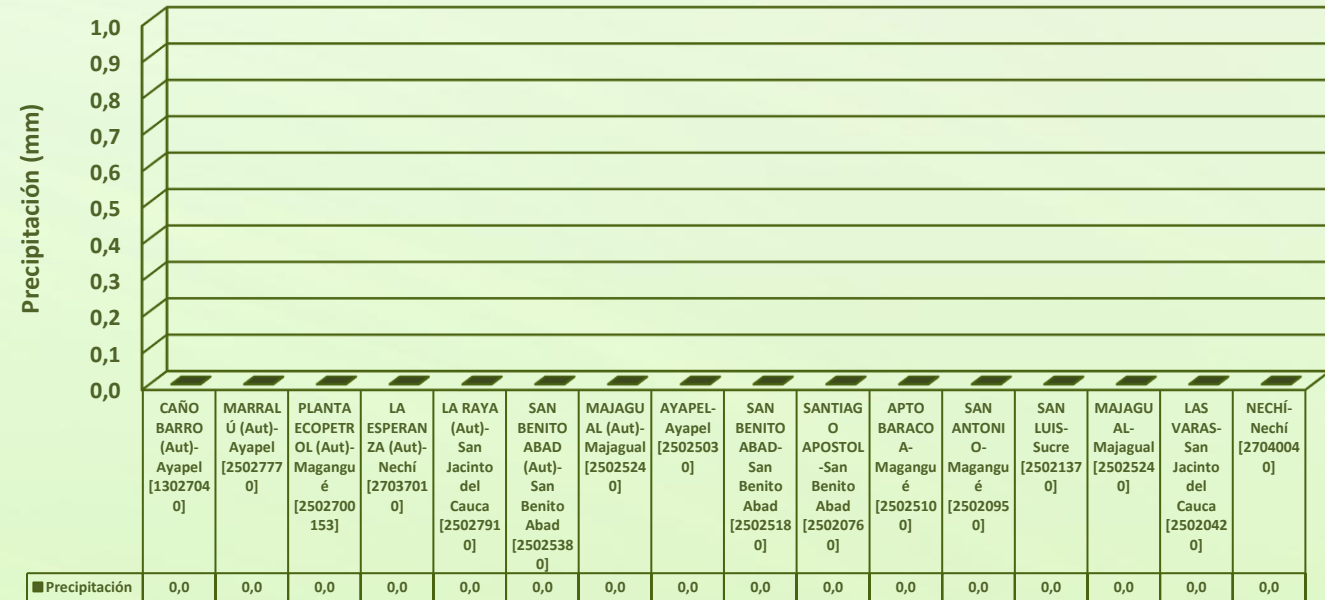 Precipitación (mm)
1,0
0,9
0,8
0,7
0,6
0,5
0,4
0,3
0,2
0,1
0,0
CAÑO
BARRO
(Aut)-
Ayapel
[1302704
0]
MARRAL
Ú (Aut)-
Ayapel
[2502777
0]
PLANTA
ECOPETR
OL (Aut)-
Magangu
é
[2502700
153]
LA
ESPERAN
ZA (Aut)-
Nechí
[2703701
0]
LA RAYA
(Aut)-
San
Jacinto
del
Cauca
[2502791
0]
SAN
BENITO
ABAD
(Aut)-
San
Benito
Abad
[2502538
0]
MAJAGU
AL (Aut)-
Majagual
[2502524
0]
AYAPEL-
Ayapel
[2502503
0]
SAN
BENITO
ABAD-
San
Benito
Abad
[2502518
0]
SANTIAG
O
APOSTOL
-San
Benito
Abad
[2502076
0]
APTO
BARACO
A-
Magangu
é
[2502510
0]
SAN
ANTONI
O-
Magangu
é
[2502095
0]
SAN
LUIS-
Sucre
[2502137
0]
MAJAGU
AL-
Majagual
[2502524
0]
LAS
VARAS-
San
Jacinto
del
Cauca
[2502042
0]
NECHÍ-
Nechí
[2704004
0]
Precipitación 0,0 0,0 0,0 0,0 0,0 0,0 0,0 0,0 0,0 0,0 0,0 0,0 0,0 0,0 0,0 0,0